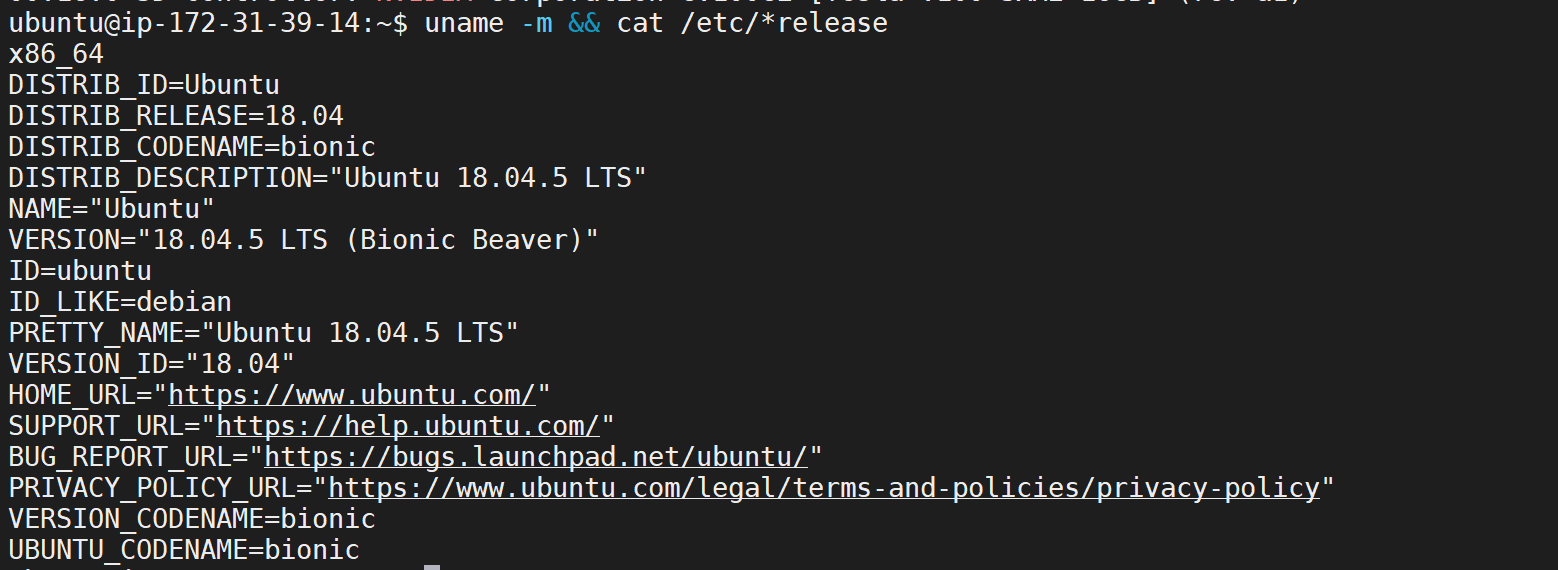 ubuntu@ip-172-31-39-14:~$ uname -m && cat /etc/*release
x86_64
DISTRIB_ID=Ubuntu
DISTRIB_RELEASE=18.04
DISTRIB_CODENAME=bionic
DISTRIB_DESCRIPTION="Ubuntu 18.04.5 LTS"
NAME="Ubuntu"
VERSION="18.04.5 LTS (Bionic Beaver)"
ID=ubuntu
ID_LIKE=debian
PRETTY_NAME="Ubuntu 18.04.5 LTS"
VERSION_ID="18.04"
HOME_URL="https://www.ubuntu.com/"
SUPPORT_URL="https://help.ubuntu.com/"
BUG_REPORT_URL="https://bugs.launchpad.net/ubuntu/"
PRIVACY_POLICY_URL="https://www.ubuntu.com/legal/terms-and-policies/privacy-policy"
VERSION_CODENAME=bionic
UBUNTU_CODENAME=bionic